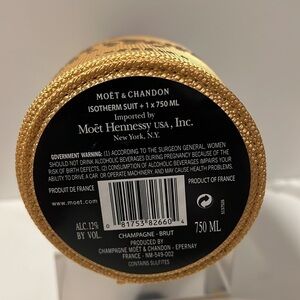 MOËT & CHANDON
ISOTHERM SUIT + 1 x 750 ML
Imported by
Moët Hennessy USA, Inc.
New York, N.Y.
GOVERNMENT WARNING: (1) ACCORDING TO THE SURGEON GENERAL, WOMEN
SHOULD NOT DRINK ALCOHOLIC BEVERAGES DURING PREGNANCY BECAUSE OF THE
RISK OF BIRTH DEFECTS. (2) CONSUMPTION OF ALCOHOLIC BEVERAGES IMPAIRS YOUR
ABILITY TO DRIVE A CAR OR OPERATE MACHINERY, AND MAY CAUSE HEALTH PROBLEMS.
PRODUCT OF FRANCE
PRODUIT DE FRANCE
www.moet.com
ALC. 12%
BY VOL.
0 81753 82660 4
750 ML
CHAMPAGNE - BRUT
PRODUCED BY
CHAMPAGNE MOËT & CHANDON - EPERNAY
FRANCE - NM-549-002
CONTAINS SULFITES